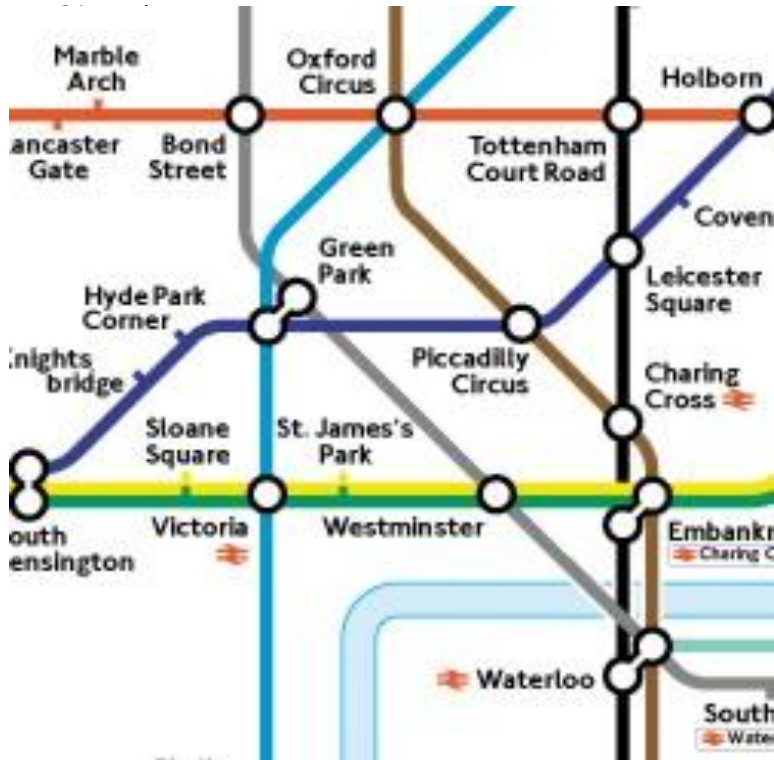 Marble
Arch
Oxford
Circus
Holborn
ancaster
Gate
Bond
Street
Tottenham
Court Road
Coven
Green
Park
Leicester
Square
Hyde Park
Corner
nights
bridge
Piccadilly
Circus
Charing
Cross
Sloane
Square
St. James's
Park
outh
ensington
Victoria
Westminster
Embankn
Charing C
Waterloo
South
Water